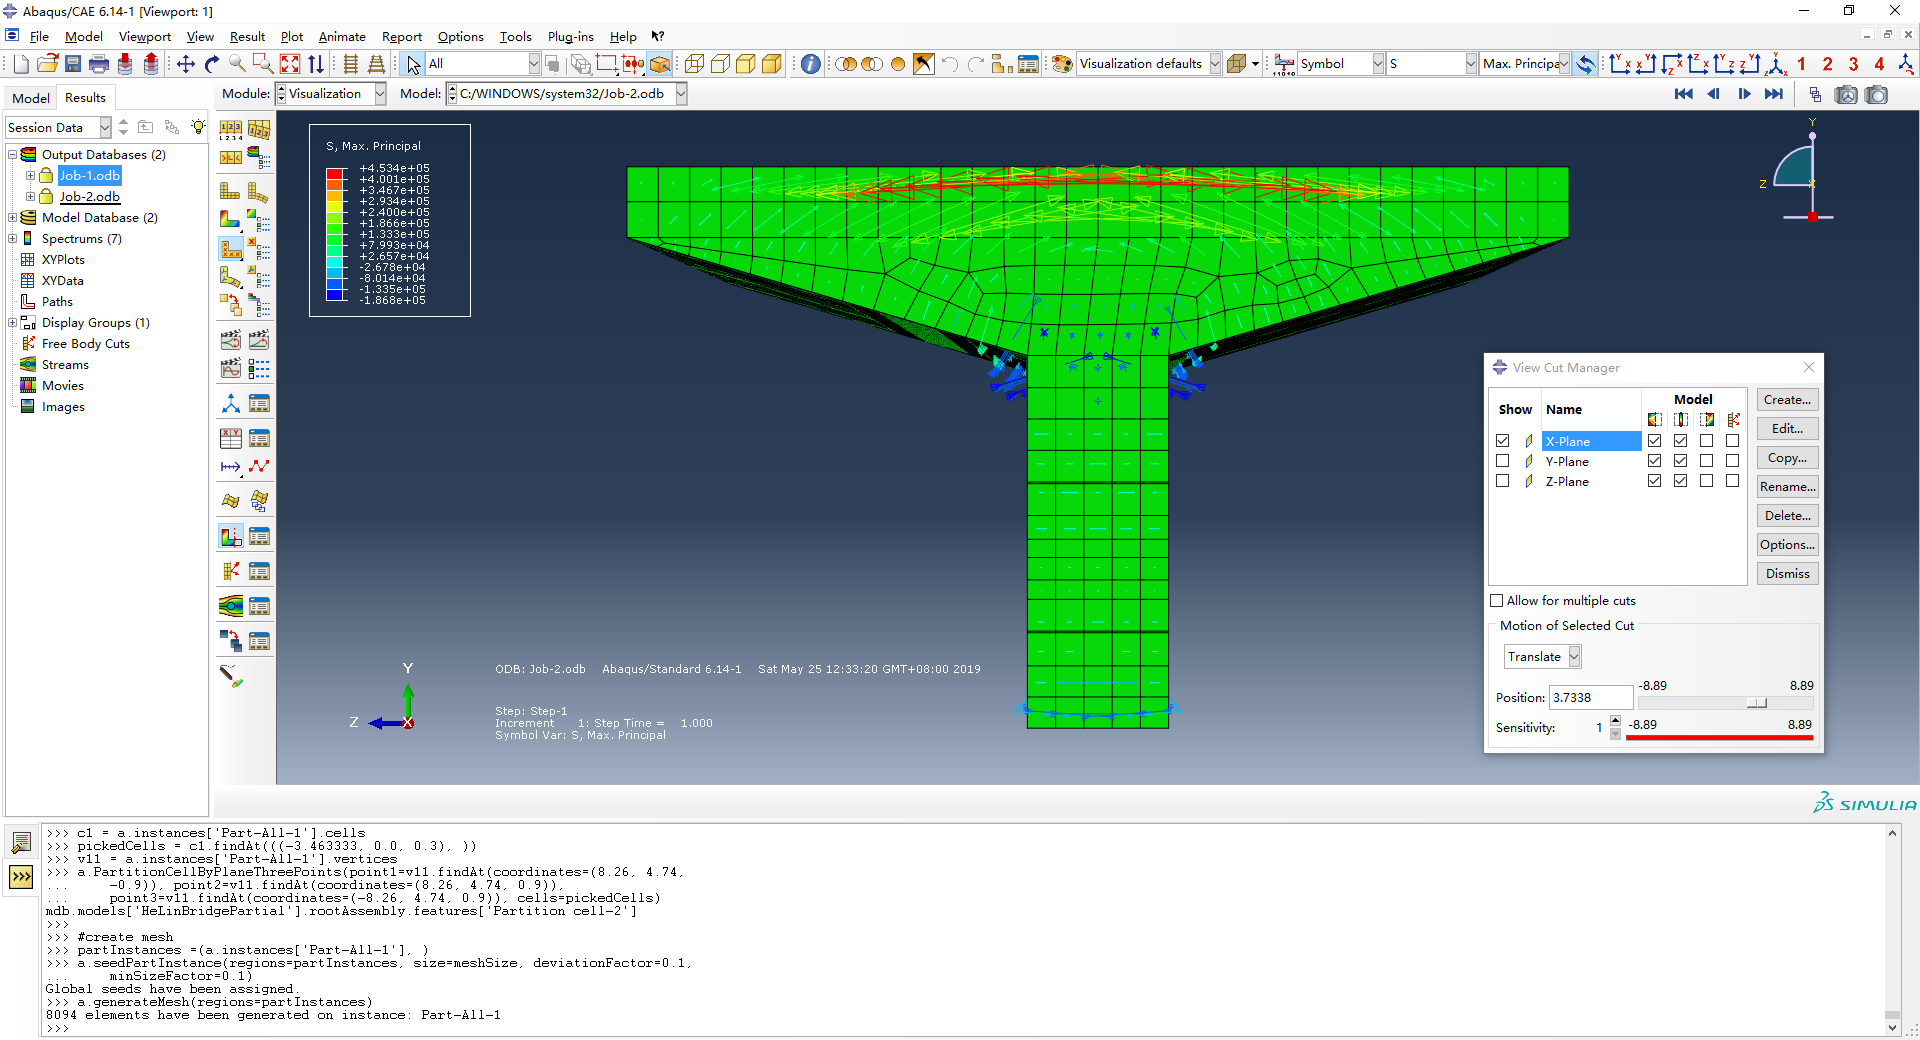 Abaqus/CAE 6.14-1 [Viewport: 1]
File Model Viewport View Result Plot Animate Report Options Tools Plug-ins Help
All
Visualization defaults
Symbol
S
Max. Principa
1 2 3 4
Model Results
Module: Visualization Model: C:/WINDOWS/system32/Job-2.odb
Session Data
Output Databases (2)
Job-1.odb
Job-2.odb
Model Database (2)
Spectrums (7)
XYPlots
XYData
Paths
Display Groups (1)
Free Body Cuts
Streams
Movies
Images
S, Max. Principal
+4.534e+05
+4.001e+05
+3.467e+05
+2.934e+05
+2.400e+05
+1.866e+05
+1.333e+05
+7.993e+04
+2.657e+04
-2.678e+04
-8.014e+04
-1.335e+05
-1.868e+05
Y
Z
X
Y
Z
X
ODB: Job-2.odb Abaqus/Standard 6.14-1 Sat May 25 12:33:20 GMT+08:00 2019
Step: Step-1
Increment 1: Step Time = 1.000
Symbol Var: S, Max. Principal
View Cut Manager
Show Name Model
X-Plane
Y-Plane
Z-Plane
Create...
Edit...
Copy...
Rename...
Delete...
Options...
Dismiss
Allow for multiple cuts
Motion of Selected Cut
Translate
Position: 3.7338 -8.89 8.89
Sensitivity: 1 -8.89 8.89
SIMULIA
>>> c1 = a.instances['Part-All-1'].cells
>>> pickedCells = c1.findAt(((-3.463333, 0.0, 0.3), ))
>>> v11 = a.instances['Part-All-1'].vertices
>>> a.PartitionCellByPlaneThreePoints(point1=v11.findAt(coordinates=(8.26, 4.74,
... -0.9)), point2=v11.findAt(coordinates=(8.26, 4.74, 0.9)),
... point3=v11.findAt(coordinates=(-8.26, 4.74, 0.9)), cells=pickedCells)
mdb.models['HeLinBridgePartial'].rootAssembly.features['Partition cell-2']
>>>
>>> #create mesh
>>> partInstances =(a.instances['Part-All-1'], )
>>> a.seedPartInstance(regions=partInstances, size=meshSize, deviationFactor=0.1,
... minSizeFactor=0.1)
Global seeds have been assigned.
>>> a.generateMesh(regions=partInstances)
8094 elements have been generated on instance: Part-All-1
>>>